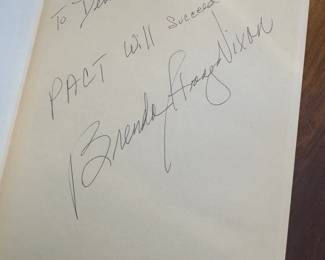 To
PACT Will Succeed
Brenda Nixon